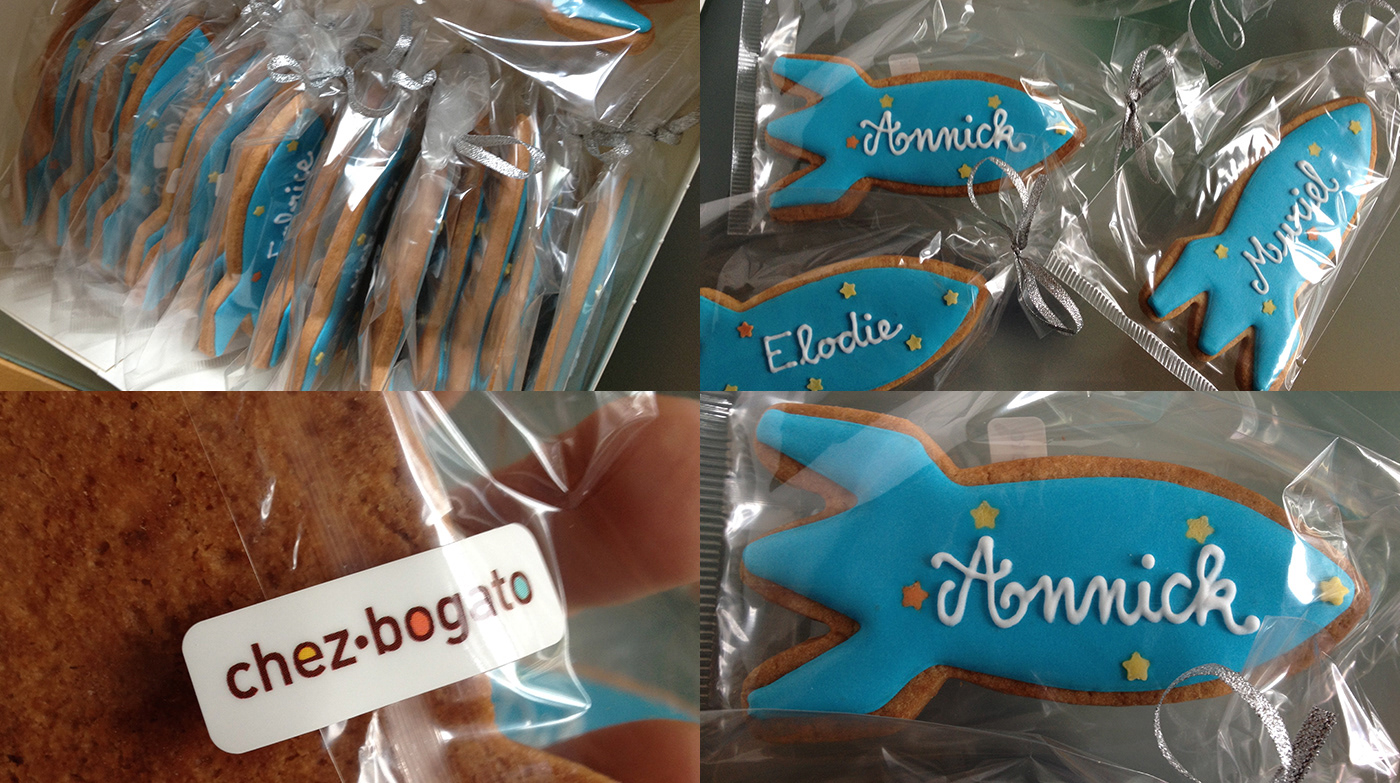 Annick
Muriel
Elodie
chez•bogato
Annick